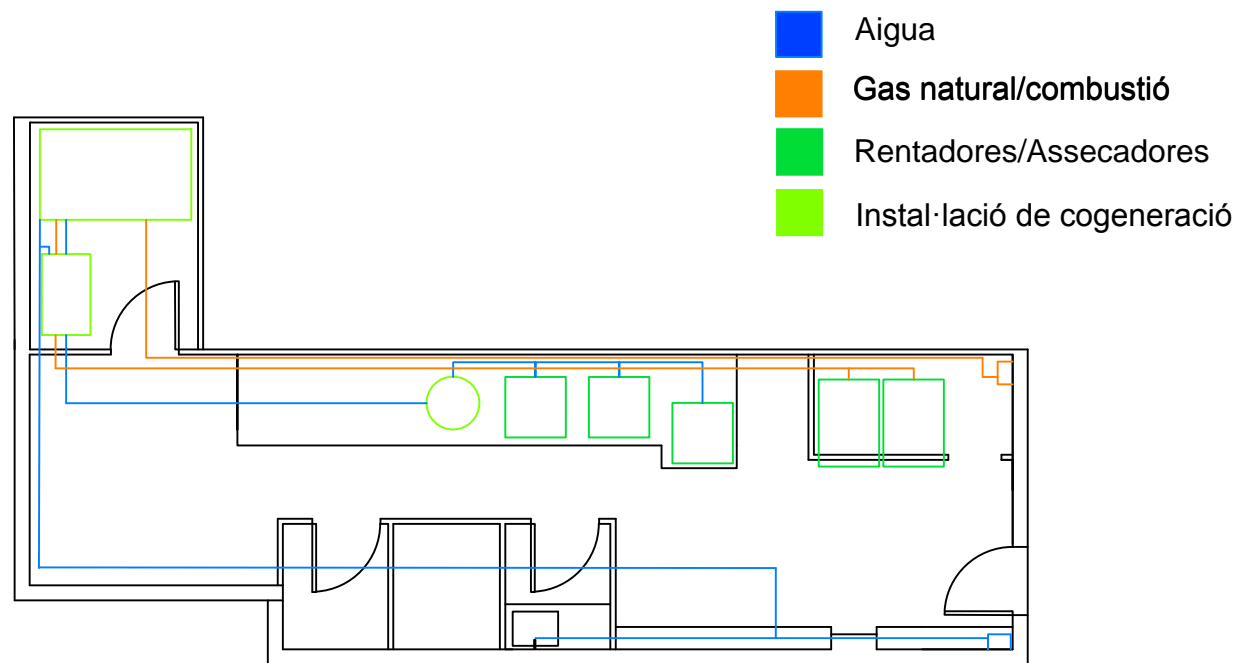 Aigua
Gas natural/combustió
Rentadores/Assecadores
Instal·lació de cogeneració